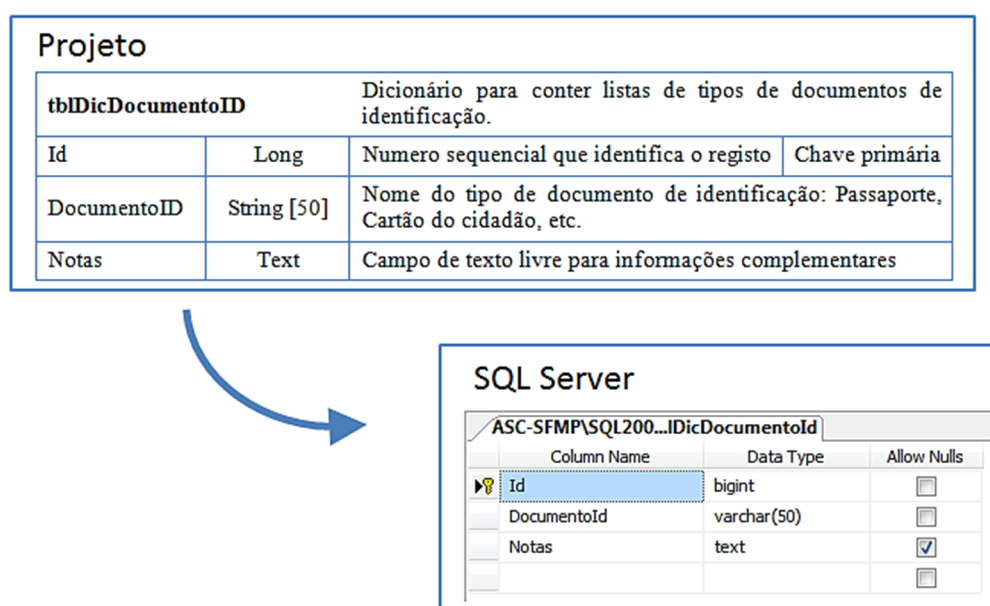 Projeto
tblDicDocumentoID
Dicionário para conter listas de tipos de documentos de
identificação.
Id Long Numero sequencial que identifica o registo Chave primária
DocumentoID String [50] Nome do tipo de documento de identificação: Passaporte,
Cartão do cidadão, etc.
Notas Text Campo de texto livre para informações complementares
SQL Server
ASC-SFMP\SQL200...lDicDocumentoId
Column Name Data Type Allow Nulls
Id bigint
DocumentoId varchar(50)
Notas text